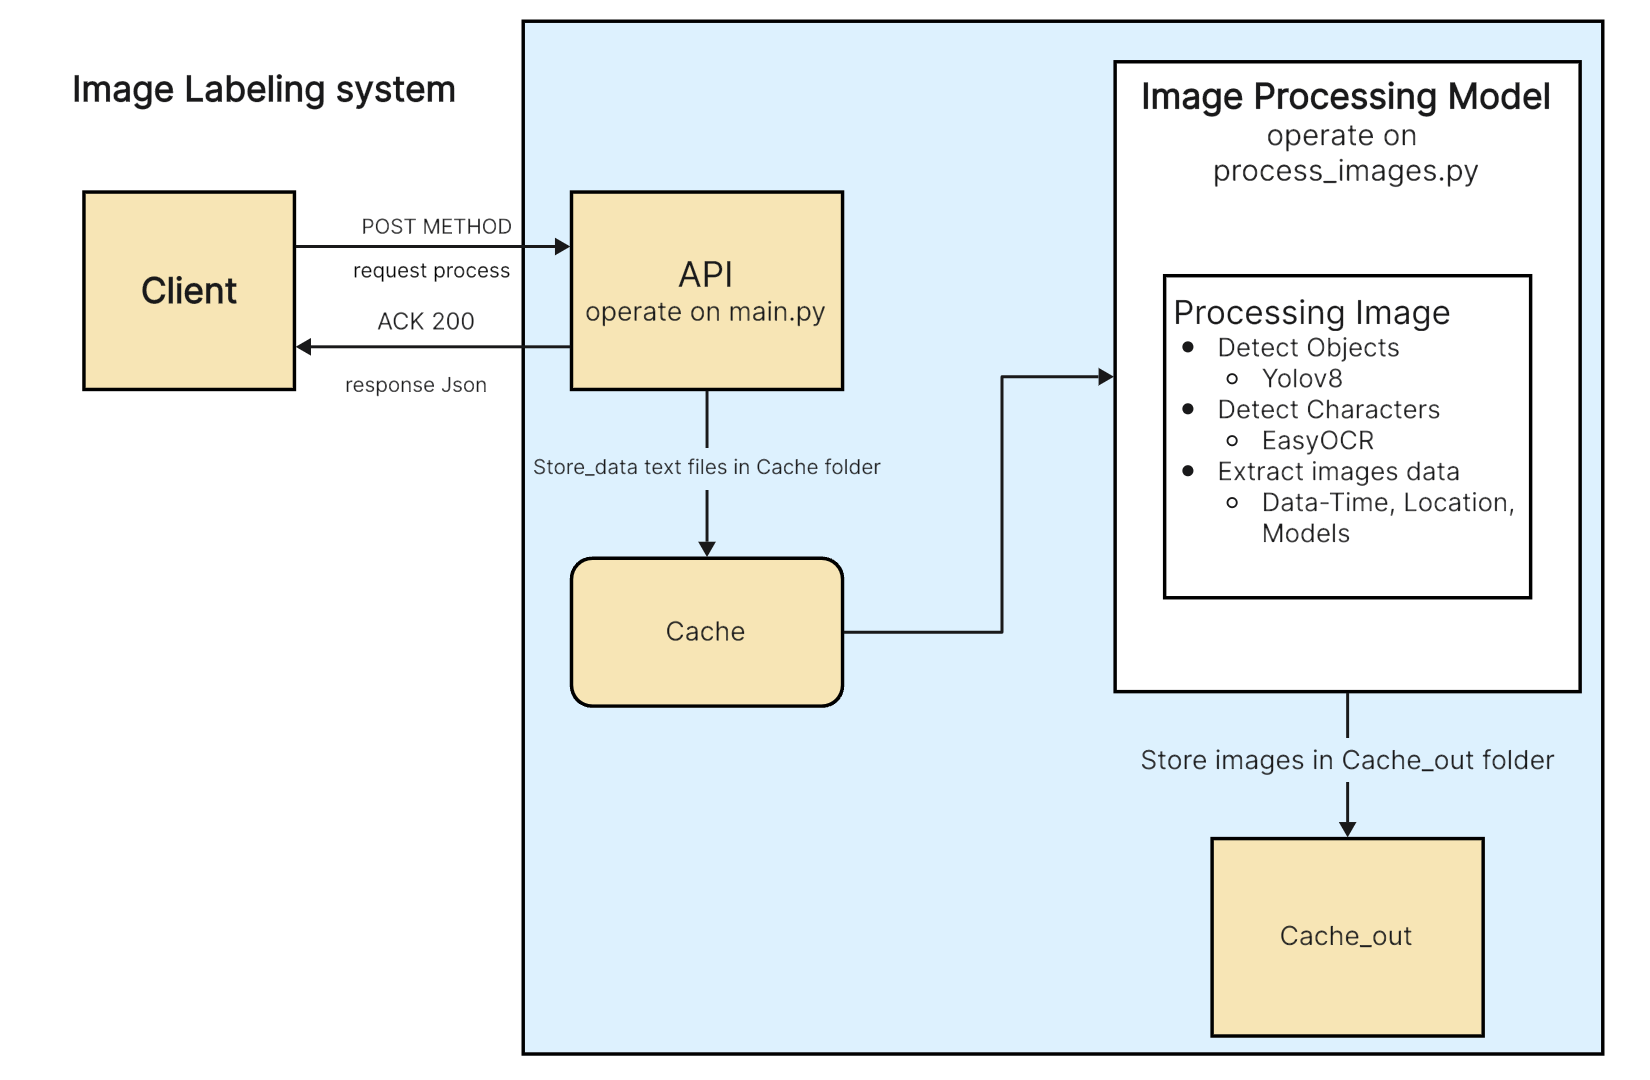 Image Labeling system
Client
POST METHOD
request process
ACK 200
response Json
API
operate on main.py
Store_data text files in Cache folder
Cache
Image Processing Model
operate on
process_images.py
Processing Image
Detect Objects
Yolov8
Detect Characters
EasyOCR
Extract images data
Data-Time, Location,
Models
Store images in Cache_out folder
Cache_out